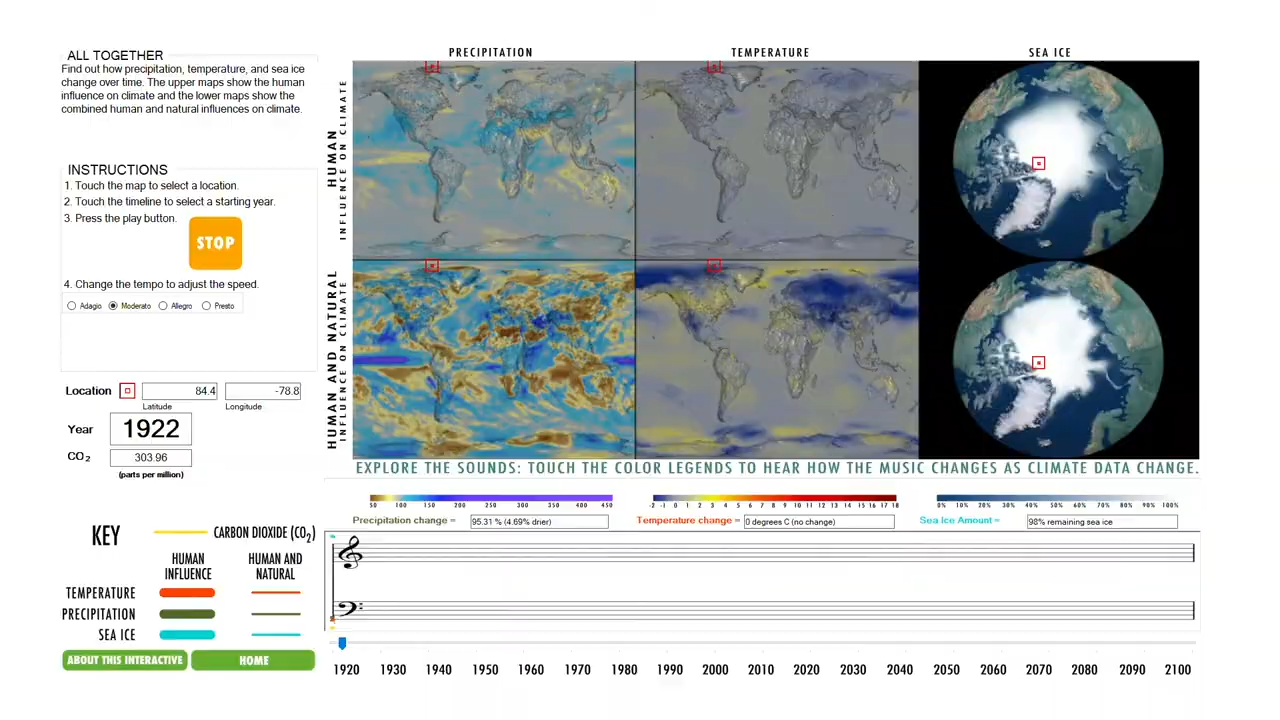 ALL TOGETHER
Find out how precipitation, temperature, and sea ice
change over time. The upper maps show the human
influence on climate and the lower maps show the
combined human and natural influences on climate.
INSTRUCTIONS
1. Touch the map to select a location.
2. Touch the timeline to select a starting year.
3. Press the play button.
STOP
4. Change the tempo to adjust the speed.
Adagio Moderato Allegro Presto
Location 84.4 -78.8
Latitude Longitude
Year 1922
CO2 303.96
(parts per million)
KEY
CARBON DIOXIDE (CO2)
HUMAN INFLUENCE
HUMAN AND NATURAL
TEMPERATURE
PRECIPITATION
SEA ICE
ABOUT THIS INTERACTIVE HOME
PRECIPITATION TEMPERATURE SEA ICE
HUMAN
INFLUENCE ON CLIMATE
HUMAN AND NATURAL
INFLUENCE ON CLIMATE
EXPLORE THE SOUNDS: TOUCH THE COLOR LEGENDS TO HEAR HOW THE MUSIC CHANGES AS CLIMATE DATA CHANGE.
50 100 150 200 250 300 350 400 450
-2 -1 0 1 2 3 4 5 6 7 8 9 10 11 12 13 14 15 16 17 18
0% 10% 20% 30% 40% 50% 60% 70% 80% 90% 100%
Precipitation change = 95.31 % (4.69% drier)
Temperature change = 0 degrees C (no change)
Sea Ice Amount = 98% remaining sea ice
1920 1930 1940 1950 1960 1970 1980 1990 2000 2010 2020 2030 2040 2050 2060 2070 2080 2090 2100